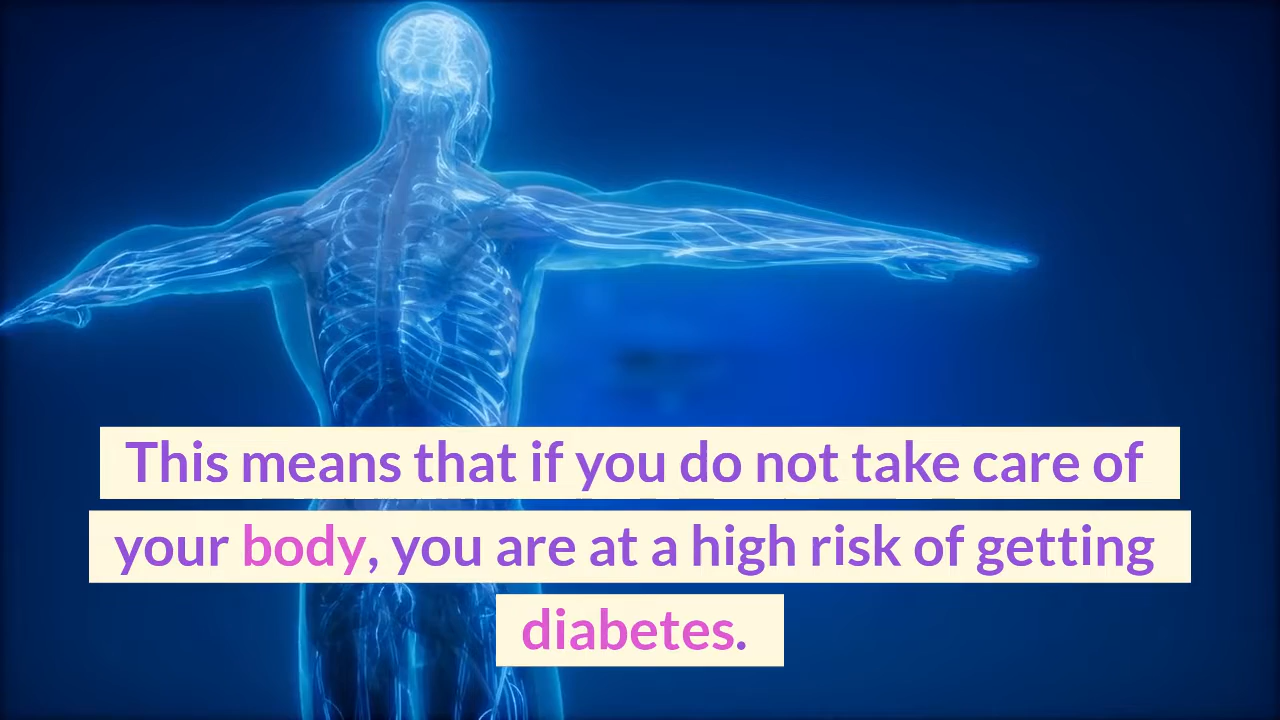 This means that if you do not take care of
your body, you are at a high risk of getting
diabetes.